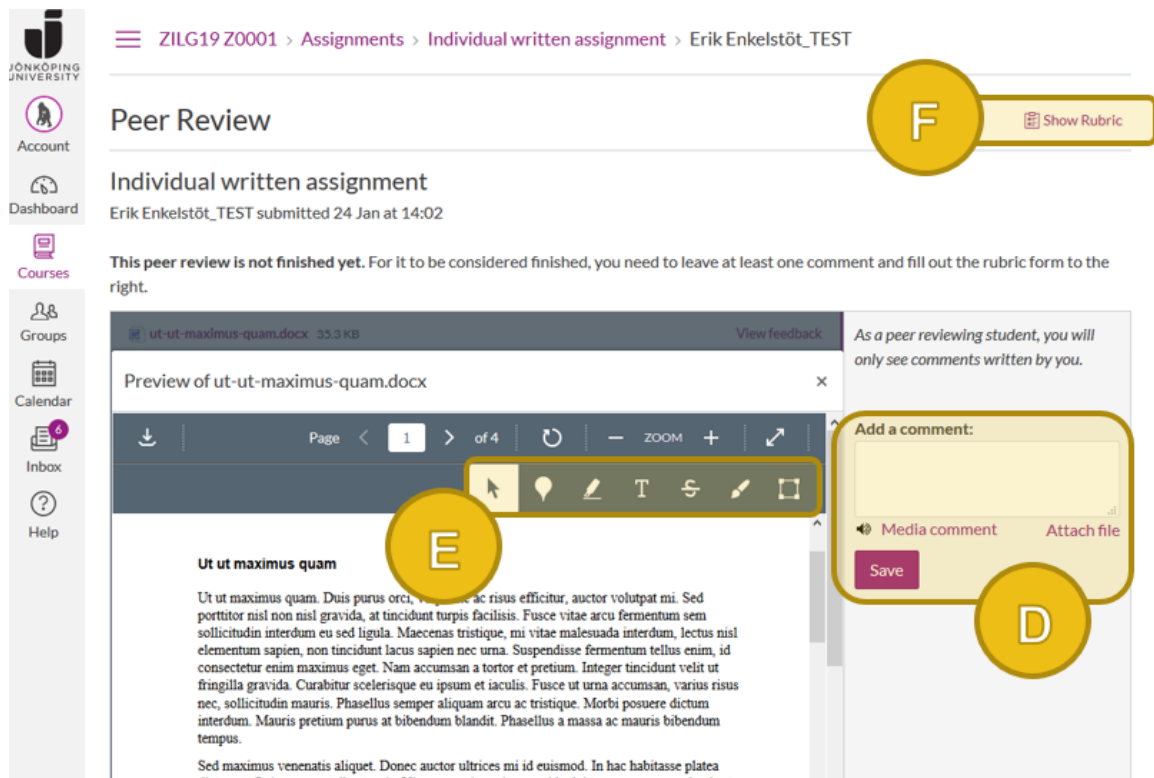 JÖNKÖPING
UNIVERSITY
Account
Dashboard
Courses
Groups
Calendar
6
Inbox
Help
ZILG19 Z0001 > Assignments > Individual written assignment > Erik Enkelstöt_TEST
Peer Review
F
Show Rubric
Individual written assignment
Erik Enkelstöt_TEST submitted 24 Jan at 14:02
This peer review is not finished yet. For it to be considered finished, you need to leave at least one comment and fill out the rubric form to the
right.
ut-ut-maximus-quam.docx 35.3 KB View feedback
Preview of ut-ut-maximus-quam.docx ×
Page < 1 > of 4 — ZOOM +
T S
E
Ut ut maximus quam
Ut ut maximus quam. Duis purus orci, ac risus efficitur, auctor volutpat mi. Sed
porttitor nisl non nisl gravida, at tincidunt turpis facilisis. Fusce vitae arcu fermentum sem
sollicitudin interdum eu sed ligula. Maecenas tristique, mi vitae malesuada interdum, lectus nisl
elementum sapien, non tincidunt lacus sapien nec urna. Suspendisse fermentum tellus enim, id
consectetur enim maximus eget. Nam accumsan a tortor et pretium. Integer tincidunt velit ut
fringilla gravida. Curabitur scelerisque eu ipsum et iaculis. Fusce ut urna accumsan, varius risus
nec, sollicitudin mauris. Phasellus semper aliquam arcu ac tristique. Morbi posuere dictum
interdum. Mauris pretium purus at bibendum blandit. Phasellus a massa ac mauris bibendum
tempus.
Sed maximus venenatis aliquet. Donec auctor ultrices mi id euismod. In hac habitasse platea
As a peer reviewing student, you will
only see comments written by you.
Add a comment:
Media comment Attach file
Save
D